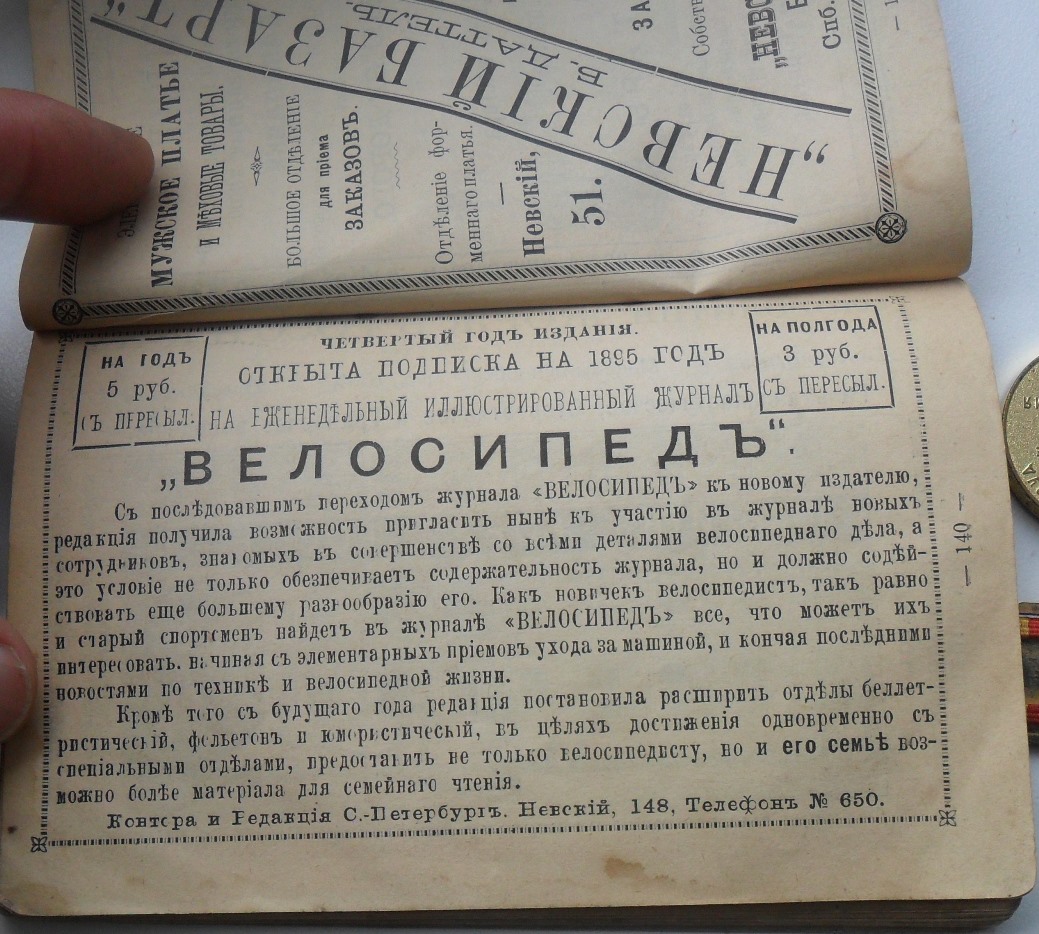 „НЕВСКІЙ БАЗАРЪ“
МУЖСКОЕ ПЛАТЬЕ
И МѢХОВЫЕ ТОВАРЫ.
БОЛЬШОЕ ОТДѢЛЕНІЕ
для пріема
ЗАКАЗОВЪ.
Отдѣленіе фор-
меннаго платья.
Невскій,
51.
ЧЕТВЕРТЫЙ ГОДЪ ИЗДАНІЯ.
НА ГОДЪ
5 руб.
СЪ ПЕРЕСЫЛ.
ОТКРЫТА ПОДПИСКА НА 1895 ГОДЪ
НА ЕЖЕНЕДѢЛЬНЫЙ ИЛЛЮСТРИРОВАННЫЙ ЖУРНАЛЪ
НА ПОЛГОДА
3 руб.
СЪ ПЕРЕСЫЛ.
„ВЕЛОСИПЕДЪ“.
Съ послѣдовавшимъ переходомъ журнала «ВЕЛОСИПЕДЪ» къ новому издателю,
редакція получила возможность пригласить нынѣ къ участію въ журналѣ новыхъ
сотрудниковъ, знакомыхъ въ совершенствѣ со всѣми деталями велосипеднаго дѣла, а
это условіе не только обезпечиваетъ содержательность журнала, но и должно содѣй-
ствовать еще большему разнообразію его. Какъ новичекъ велосипедистъ, такъ равно
и старый спортсменъ найдетъ въ журналѣ «ВЕЛОСИПЕДЪ» все, что можетъ ихъ
интересовать. начиная съ элементарныхъ пріемовъ ухода за машиной, и кончая послѣдними
новостями по техникѣ и велосипедной жизни.
Кромѣ того съ будущаго года редакція постановила расширить отдѣлы беллет-
ристическій, фельетонъ и юмористическій, въ цѣляхъ достиженія одновременно съ
спеціальными отдѣлами, предоставить не только велосипедисту, но и его семьѣ воз-
можно болѣе матеріала для семейнаго чтенія.
Контора и Редакція С.-Петербургъ. Невскій, 148, Телефонъ № 650.
— 140 —